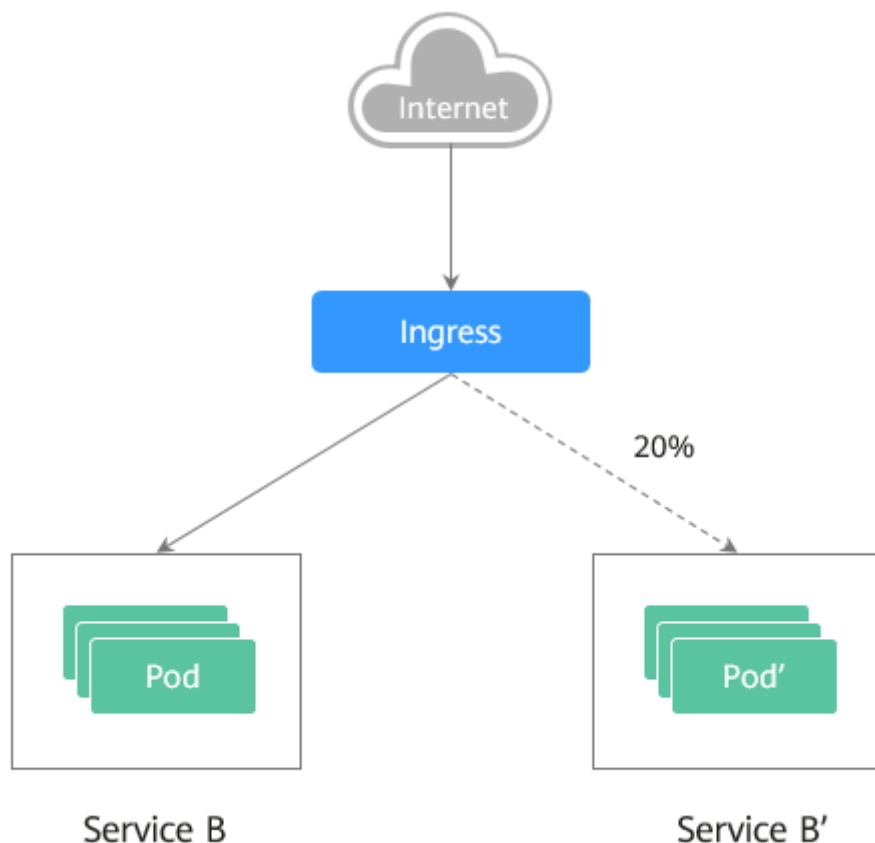 Internet
Ingress
20%
Pod
Pod’
Service B
Service B’